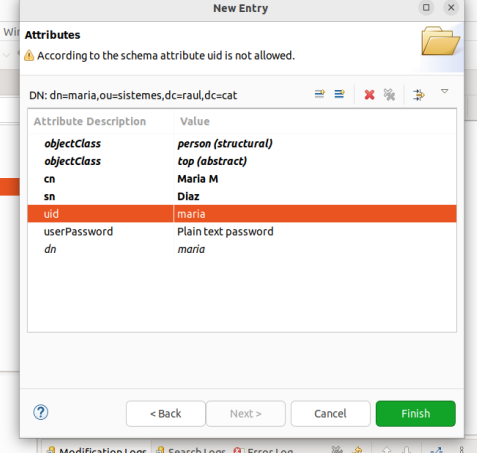 New Entry
Attributes
According to the schema attribute uid is not allowed.
DN: dn=maria,ou=sistemes,dc=raul,dc=cat
Attribute Description Value
objectClass person (structural)
objectClass top (abstract)
cn Maria M
sn Diaz
uid maria
userPassword Plain text password
dn maria
?
< Back Next > Cancel Finish
Modification Logs Search Logs Error Log